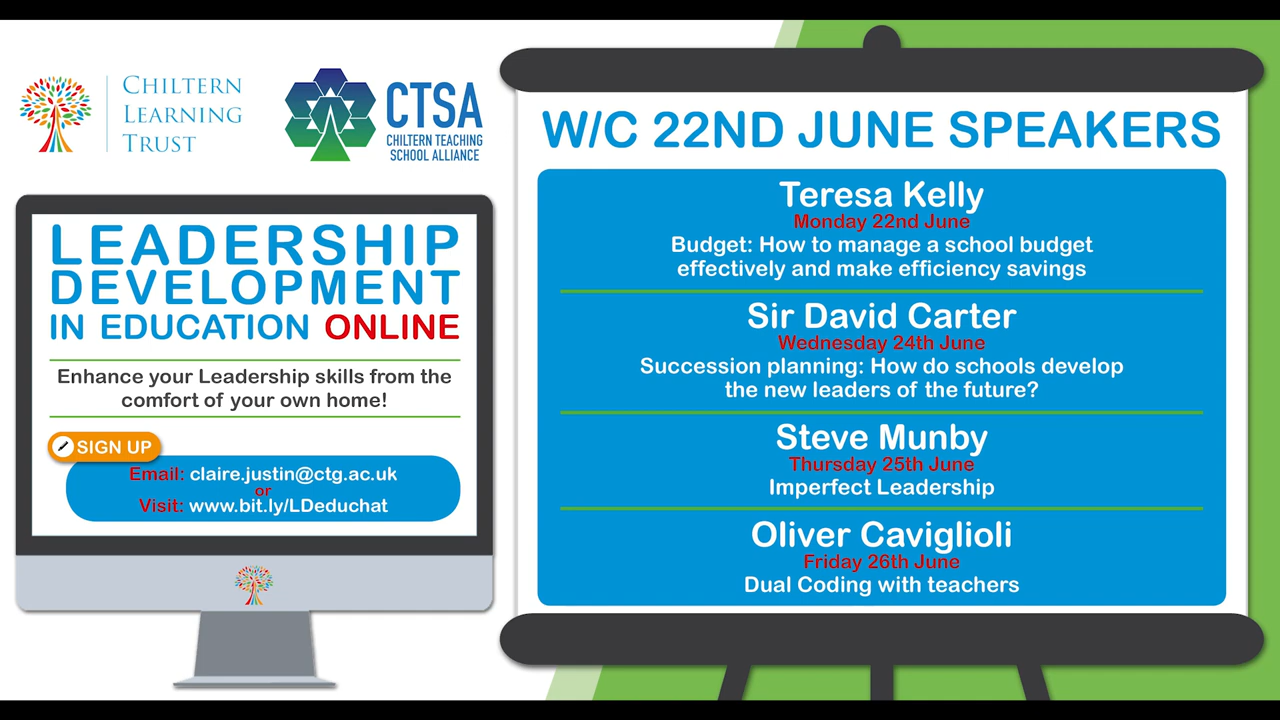 CHILTERN
LEARNING
TRUST
CTSA
CHILTERN TEACHING
SCHOOL ALLIANCE
LEADERSHIP
DEVELOPMENT
IN EDUCATION ONLINE
Enhance your Leadership skills from the
comfort of your own home!
SIGN UP
Email: claire.justin@ctg.ac.uk
or
Visit: www.bit.ly/LDeduchat
W/C 22ND JUNE SPEAKERS
Teresa Kelly
Monday 22nd June
Budget: How to manage a school budget
effectively and make efficiency savings
Sir David Carter
Wednesday 24th June
Succession planning: How do schools develop
the new leaders of the future?
Steve Munby
Thursday 25th June
Imperfect Leadership
Oliver Caviglioli
Friday 26th June
Dual Coding with teachers